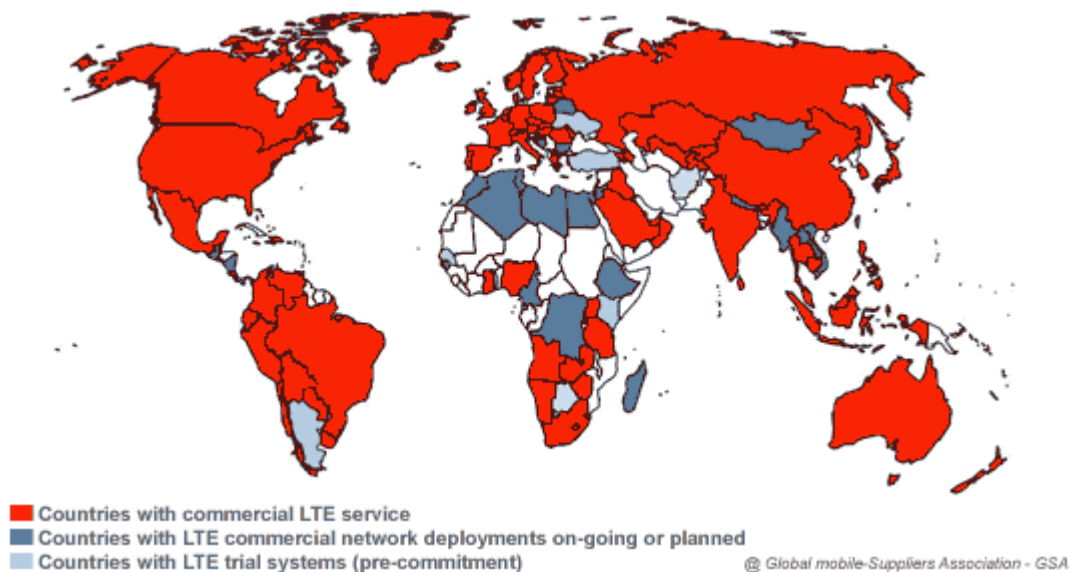 Countries with commercial LTE service
Countries with LTE commercial network deployments on-going or planned
Countries with LTE trial systems (pre-commitment)
@ Global mobile-Suppliers Association - GSA